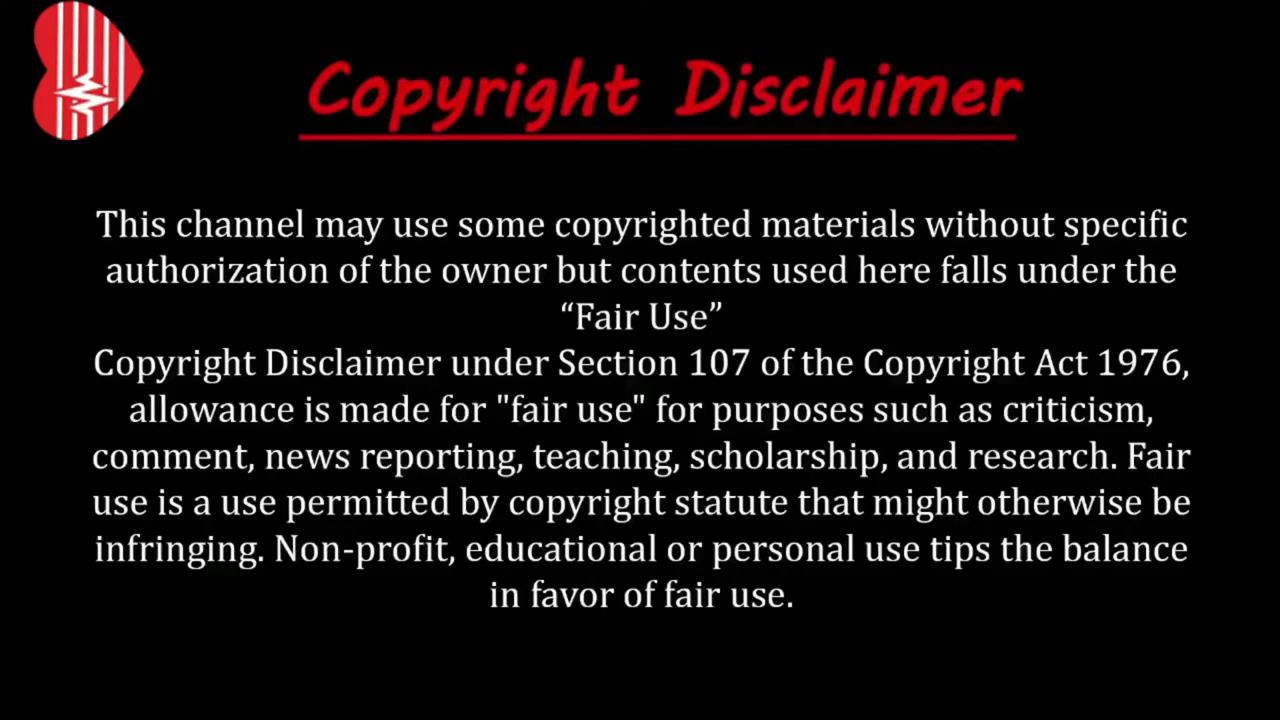 Copyright Disclaimer
This channel may use some copyrighted materials without specific
authorization of the owner but contents used here falls under the
“Fair Use”
Copyright Disclaimer under Section 107 of the Copyright Act 1976,
allowance is made for "fair use" for purposes such as criticism,
comment, news reporting, teaching, scholarship, and research. Fair
use is a use permitted by copyright statute that might otherwise be
infringing. Non-profit, educational or personal use tips the balance
in favor of fair use.